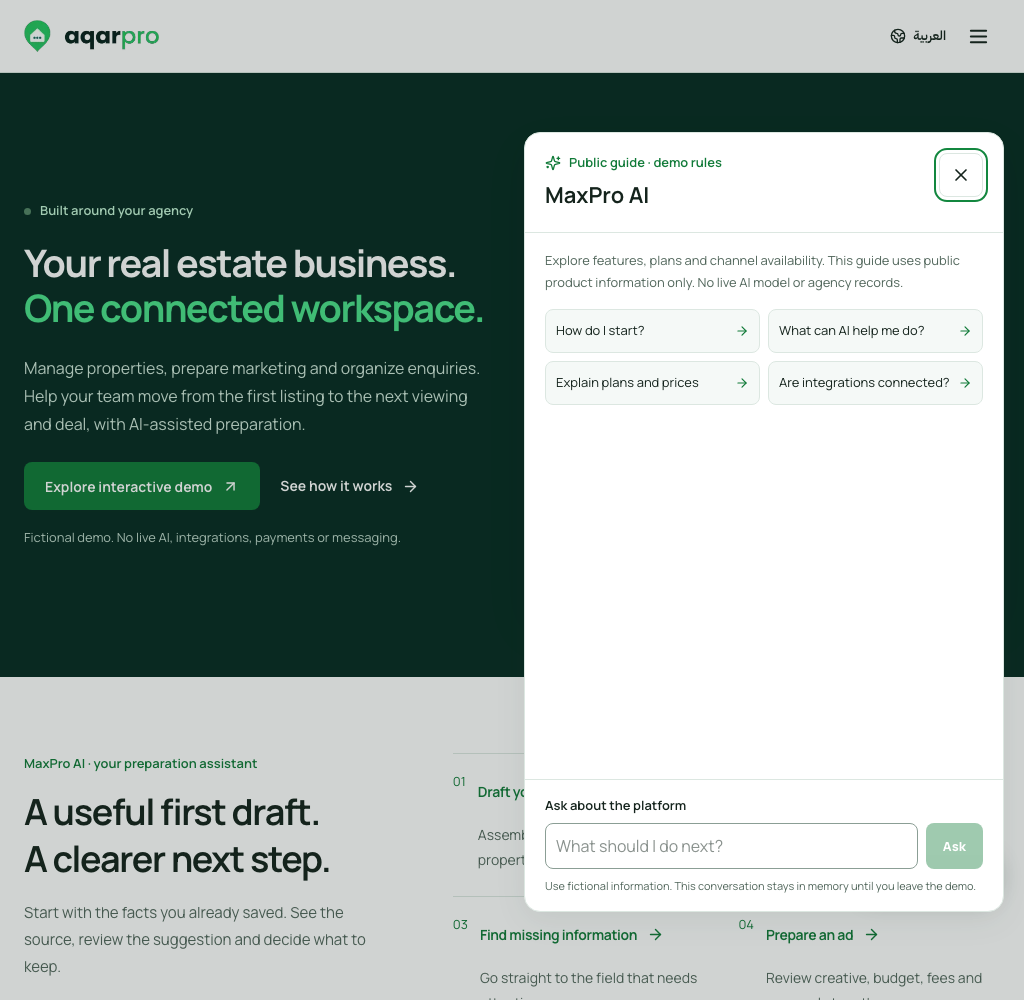 aqarpro
العربية
Built around your agency
Your real estate business.
One connected workspace.
Manage properties, prepare marketing and organize enquiries.
Help your team move from the first listing to the next viewing
and deal, with AI-assisted preparation.
Explore interactive demo
See how it works
Fictional demo. No live AI, integrations, payments or messaging.
Public guide · demo rules
MaxPro AI
Explore features, plans and channel availability. This guide uses public
product information only. No live AI model or agency records.
How do I start?
What can AI help me do?
Explain plans and prices
Are integrations connected?
Ask about the platform
What should I do next?
Ask
Use fictional information. This conversation stays in memory until you leave the demo.
MaxPro AI · your preparation assistant
A useful first draft.
A clearer next step.
Start with the facts you already saved. See the
source, review the suggestion and decide what to
keep.
01
Draft
03
Find missing information
Go straight to the field that needs
04
Prepare an ad
Review creative, budget, fees and